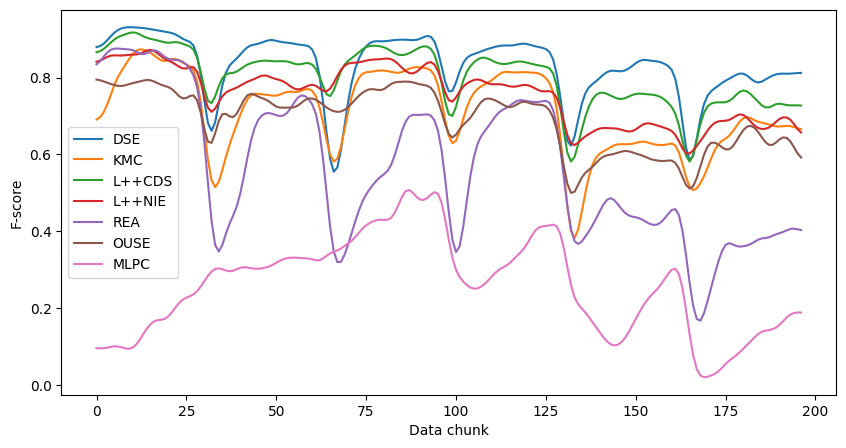 0.8
0.6
0.4
0.2
0.0
F-score
DSE
KMC
L++CDS
L++NIE
REA
OUSE
MLPC
0 25 50 75 100 125 150 175 200
Data chunk